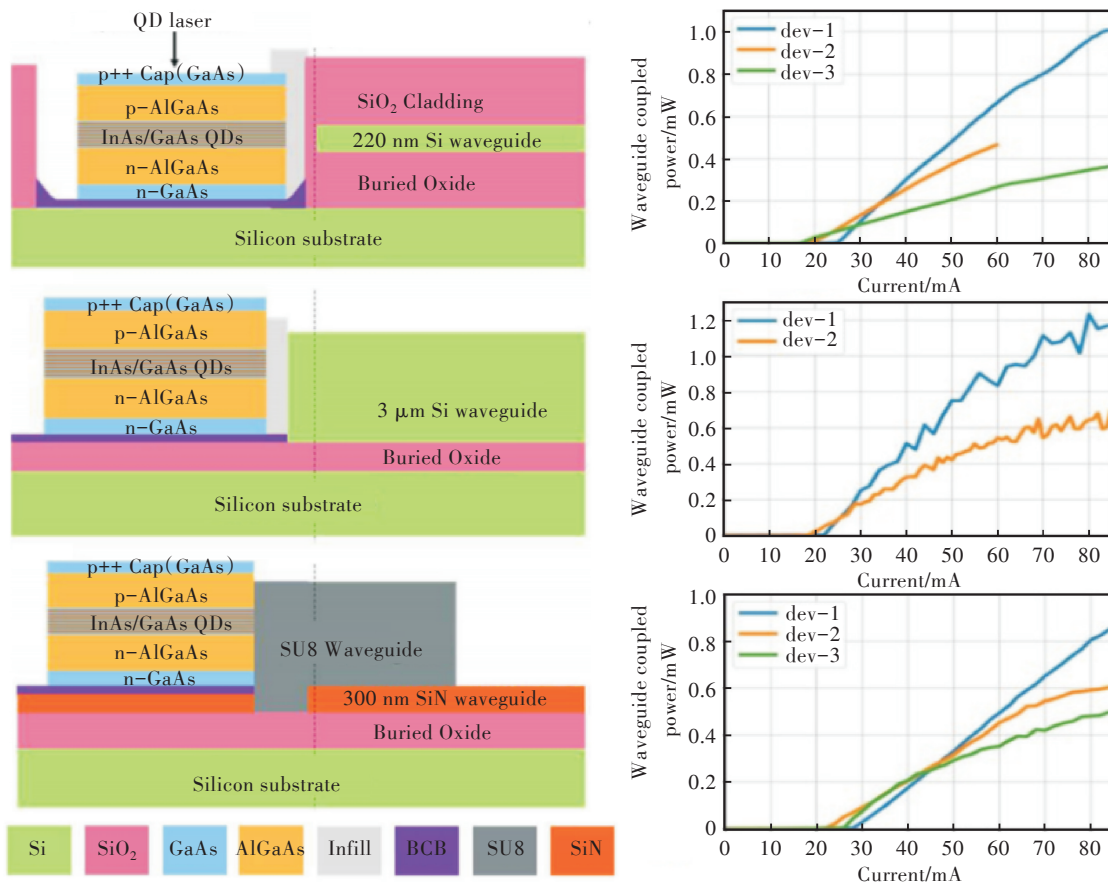 QD laser
p++ Cap(GaAs)
p-AlGaAs
InAs/GaAs QDs
n-AlGaAs
n-GaAs
SiO2 Cladding
220 nm Si waveguide
Buried Oxide
Silicon substrate
Waveguide coupled
power/mW
1.0
0.8
0.6
0.4
0.2
0
dev-1
dev-2
dev-3
0 10 20 30 40 50 60 70 80
Current/mA
p++ Cap(GaAs)
p-AlGaAs
InAs/GaAs QDs
n-AlGaAs
n-GaAs
3 μm Si waveguide
Buried Oxide
Silicon substrate
Waveguide coupled
power/mW
1.2
1.0
0.8
0.6
0.4
0.2
0
dev-1
dev-2
0 10 20 30 40 50 60 70 80
Current/mA
p++ Cap(GaAs)
p-AlGaAs
InAs/GaAs QDs
n-AlGaAs
n-GaAs
SU8 Waveguide
300 nm SiN waveguide
Buried Oxide
Silicon substrate
Waveguide coupled
power/mW
1.0
0.8
0.6
0.4
0.2
0
dev-1
dev-2
dev-3
0 10 20 30 40 50 60 70 80
Current/mA
Si SiO2 GaAs AlGaAs Infill BCB SU8 SiN